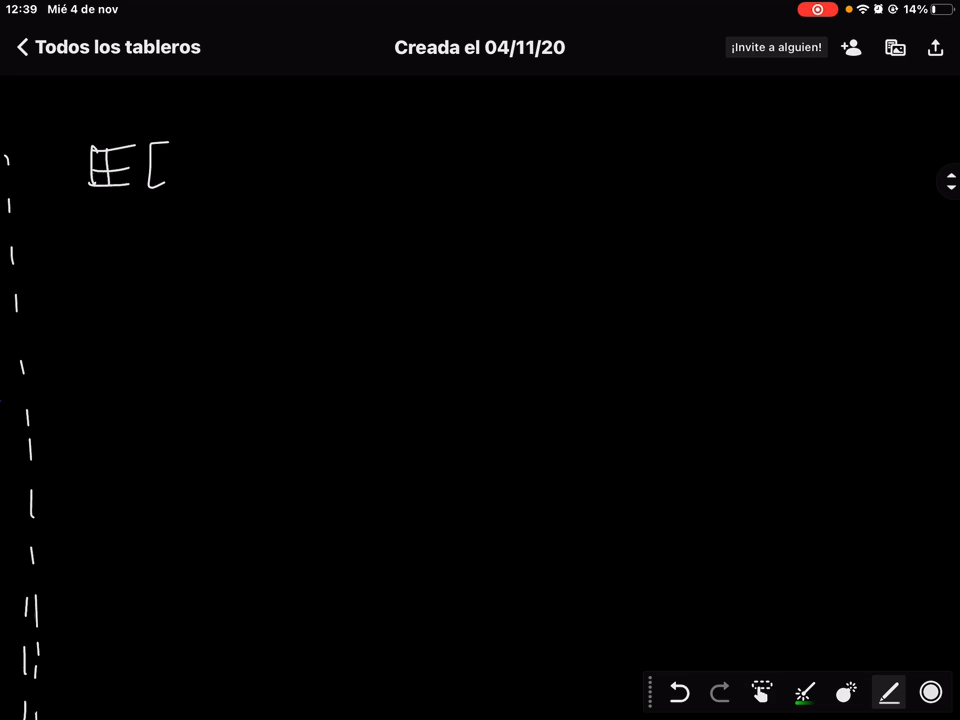 12:39 Mié 4 de nov 14%
Todos los tableros Creada el 04/11/20 ¡Invite a alguien!
E[